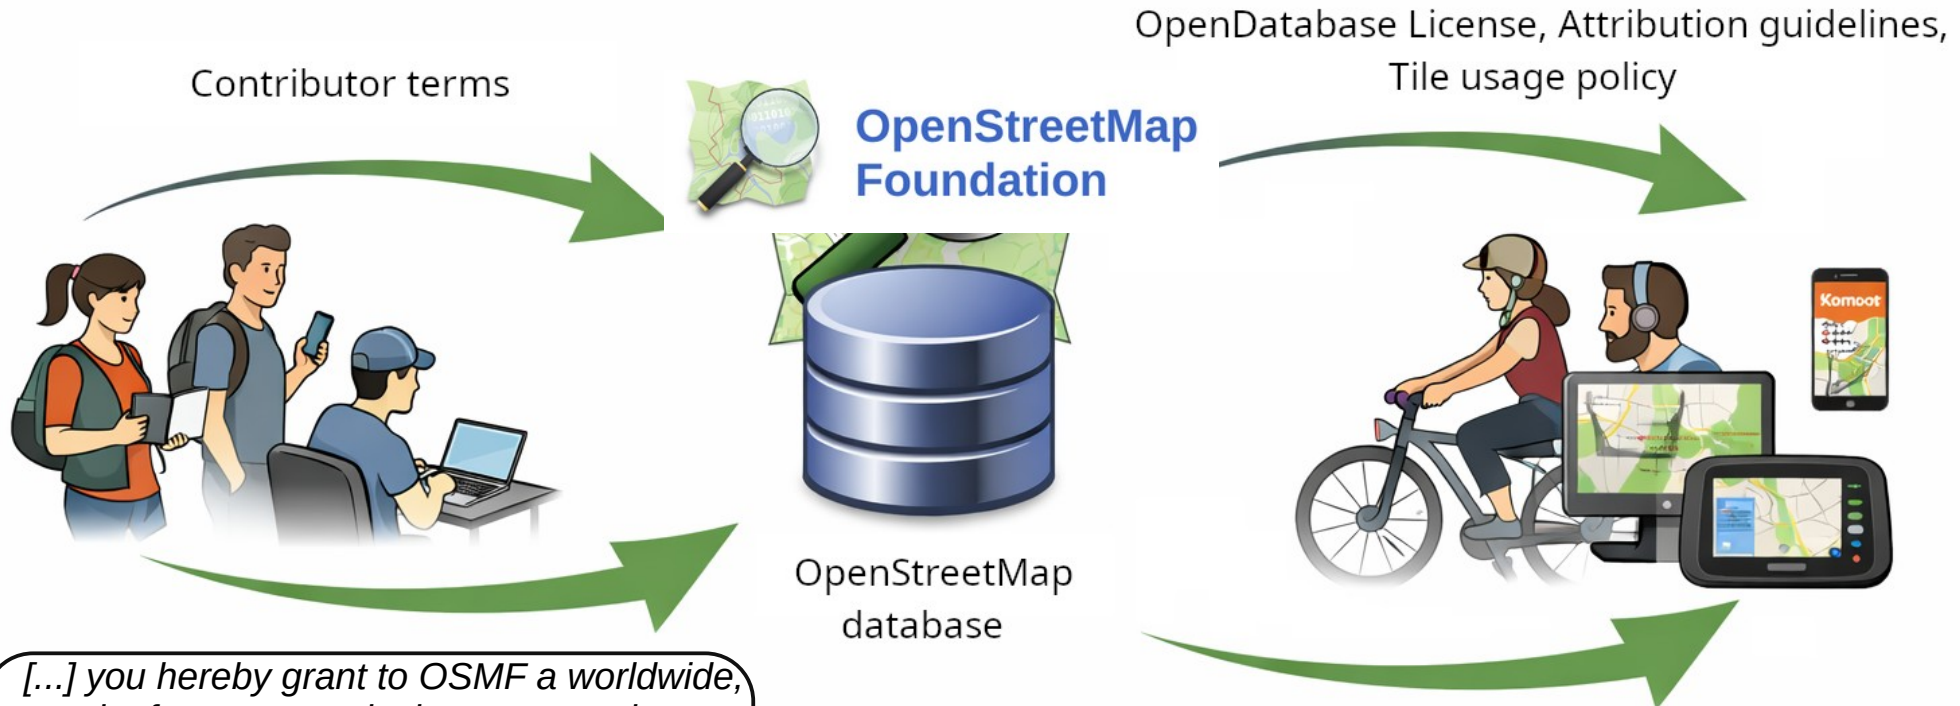 OpenDatabase License, Attribution guidelines,
Tile usage policy
Contributor terms
OpenStreetMap
Foundation
Komoot
OpenStreetMap
database
[...] you hereby grant to OSMF a worldwide,